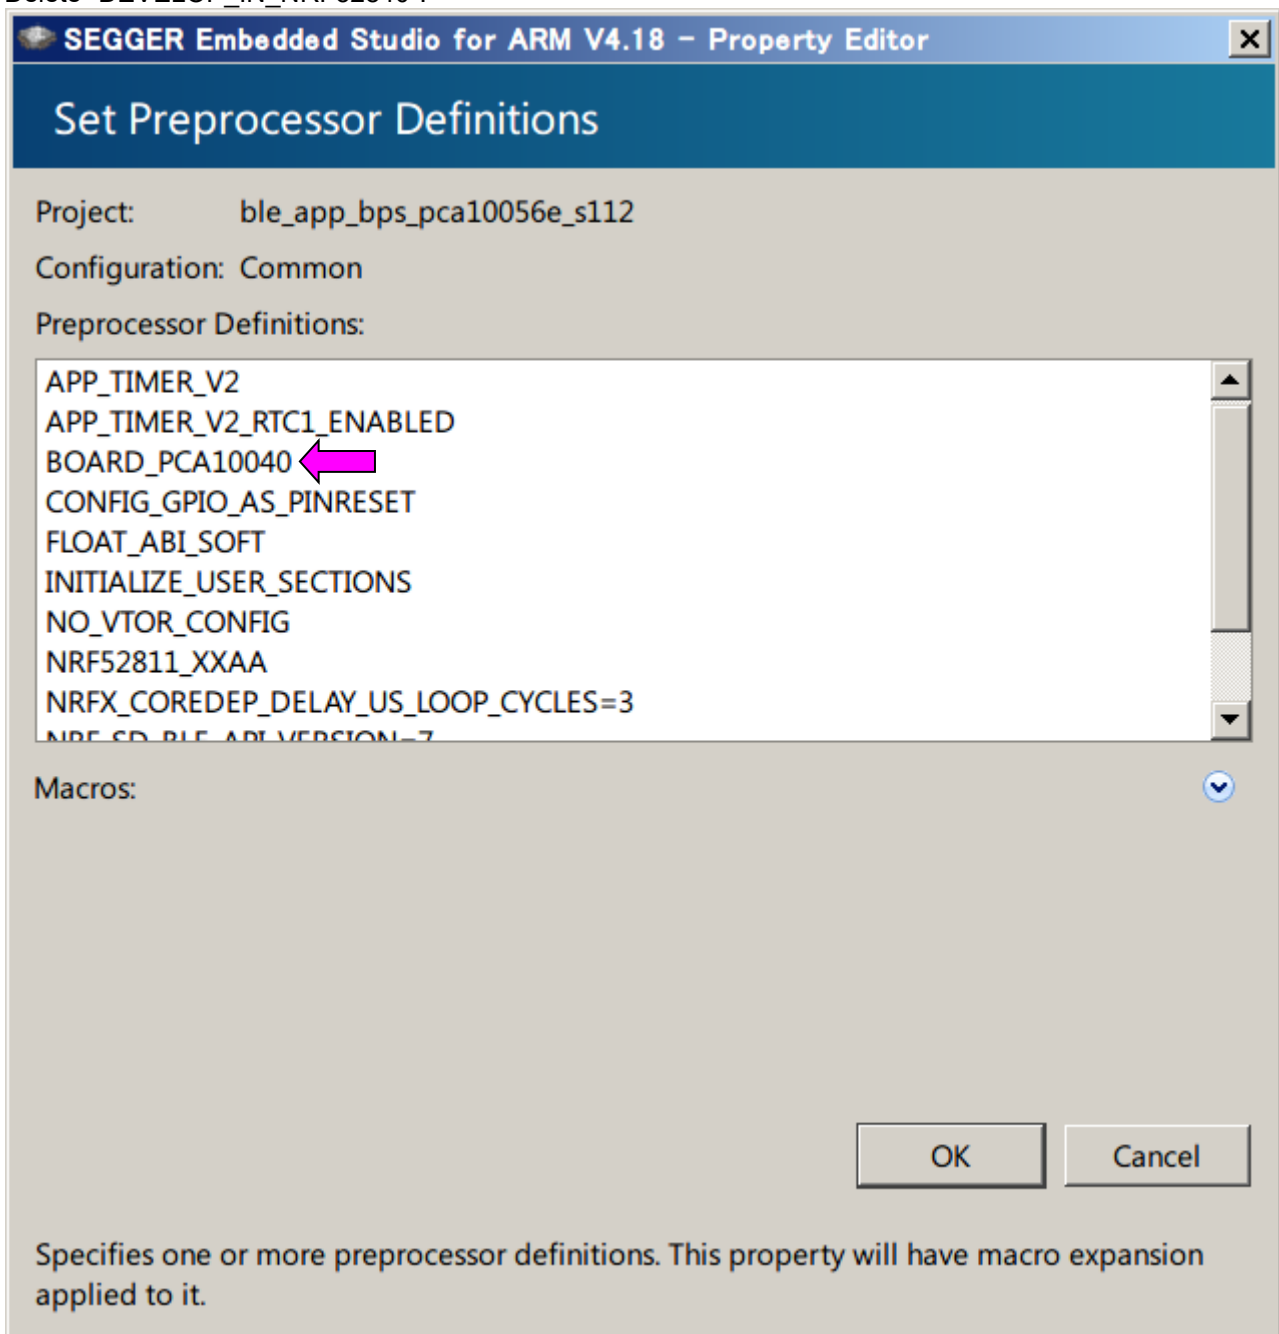 SEGGER Embedded Studio for ARM V4.18 - Property Editor
Set Preprocessor Definitions
Project: ble_app_bps_pca10056e_s112
Configuration: Common
Preprocessor Definitions:
APP_TIMER_V2
APP_TIMER_V2_RTC1_ENABLED
BOARD_PCA10040
CONFIG_GPIO_AS_PINRESET
FLOAT_ABI_SOFT
INITIALIZE_USER_SECTIONS
NO_VTOR_CONFIG
NRF52811_XXAA
NRFX_COREDEP_DELAY_US_LOOP_CYCLES=3
NRF_SD_BLE_API_VERSION=7
Macros:
OK Cancel
Specifies one or more preprocessor definitions. This property will have macro expansion
applied to it.